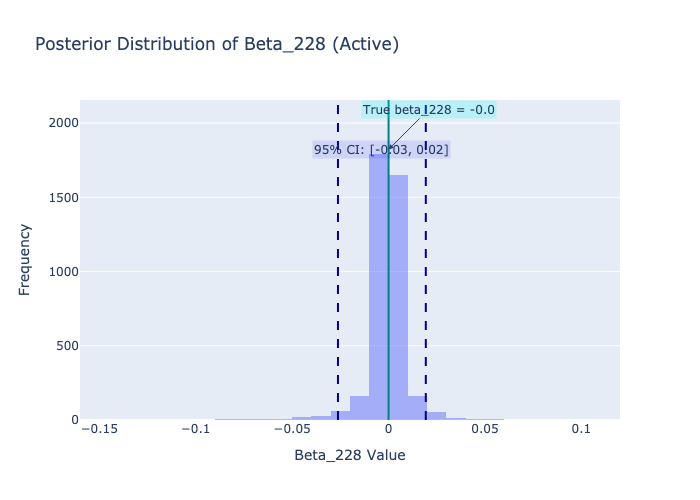 Posterior Distribution of Beta_228 (Active)
True beta_228 = -0.0
95% CI: [-0.03, 0.02]
2000
1500
1000
500
0
Frequency
−0.15
−0.1
−0.05
0
0.05
0.1
Beta_228 Value